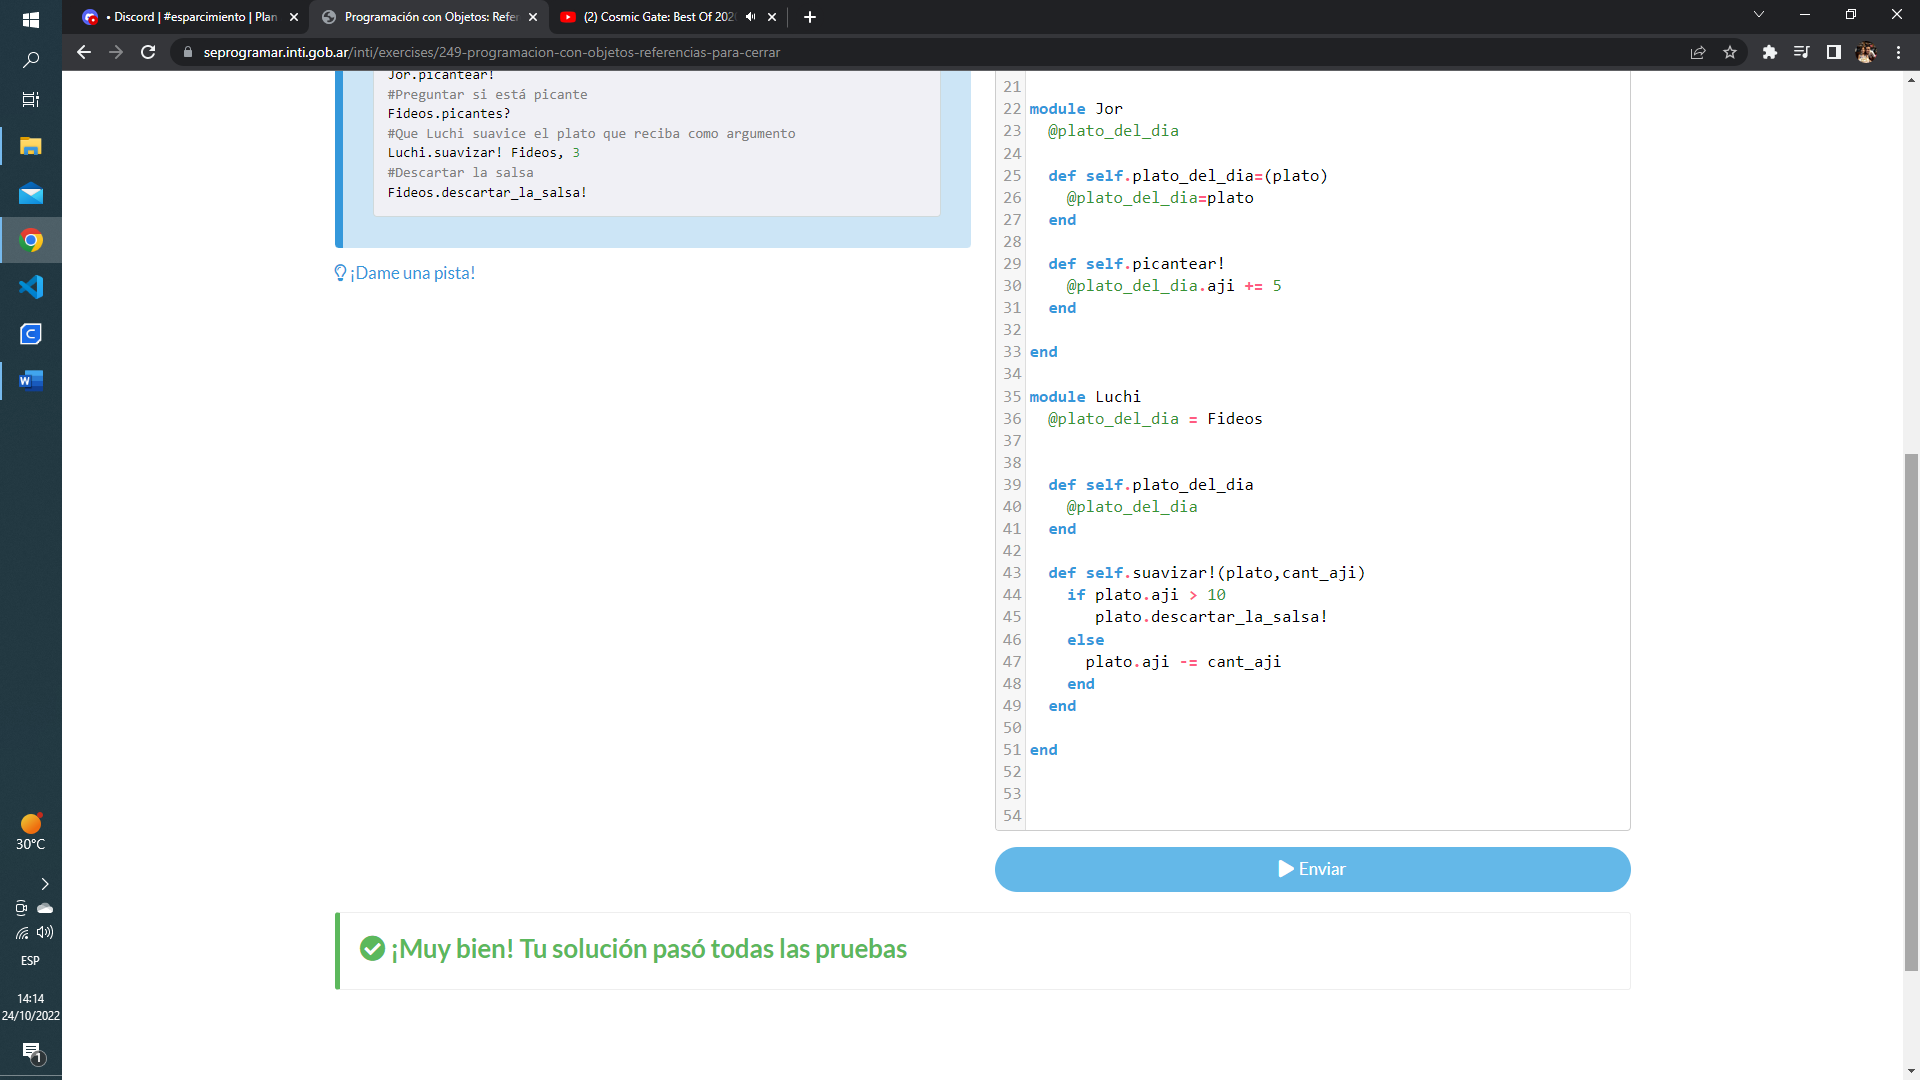 • Discord | #esparcimiento | Plan
Programación con Objetos: Refer
(2) Cosmic Gate: Best Of 2020
seprogramar.inti.gob.ar/inti/exercises/249-programacion-con-objetos-referencias-para-cerrar
Jor.picantear!
#Preguntar si está picante
Fideos.picantes?
#Que Luchi suavice el plato que reciba como argumento
Luchi.suavizar! Fideos, 3
#Descartar la salsa
Fideos.descartar_la_salsa!
¡Dame una pista!
21
22 module Jor
23   @plato_del_dia
24
25   def self.plato_del_dia=(plato)
26     @plato_del_dia=plato
27   end
28
29   def self.picantear!
30     @plato_del_dia.aji += 5
31   end
32
33 end
34
35 module Luchi
36   @plato_del_dia = Fideos
37
38
39   def self.plato_del_dia
40     @plato_del_dia
41   end
42
43   def self.suavizar!(plato,cant_aji)
44     if plato.aji > 10
45        plato.descartar_la_salsa!
46     else
47       plato.aji -= cant_aji
48     end
49   end
50
51 end
52
53
54
Enviar
¡Muy bien! Tu solución pasó todas las pruebas
30°C
ESP
14:14
24/10/2022
1